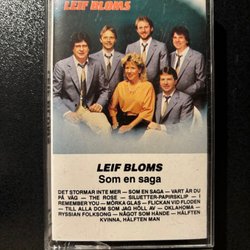 LEIF BLOMS
LEIF BLOMS
Som en saga
DET STORMAR INTE MER – SOM EN SAGA – VART ÄR DU
PÅ VÄG – THE ROSE – SILUETTER-PAPIRSKLIP – I
REMEMBER YOU – MÖRKA GLAS – FLICKAN VID FLODEN
– TILL ALLA DOM SOM JAG HÖLL AV – OKLAHOMA –
RYSSIAN FOLKSONG – NÅGOT SOM HÄNDE – HÄLFTEN
KVINNA, HÄLFTEN MAN